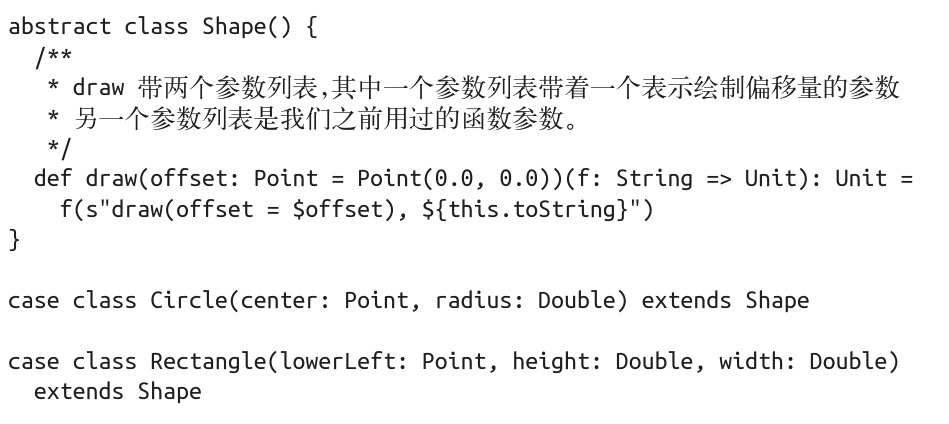 abstract class Shape() {
  /**
   * draw 带两个参数列表,其中一个参数列表带着一个表示绘制偏移量的参数
   * 另一个参数列表是我们之前用过的函数参数。
   */
  def draw(offset: Point = Point(0.0, 0.0))(f: String => Unit): Unit =
    f(s"draw(offset = $offset), ${this.toString}")
}

case class Circle(center: Point, radius: Double) extends Shape

case class Rectangle(lowerLeft: Point, height: Double, width: Double)
  extends Shape